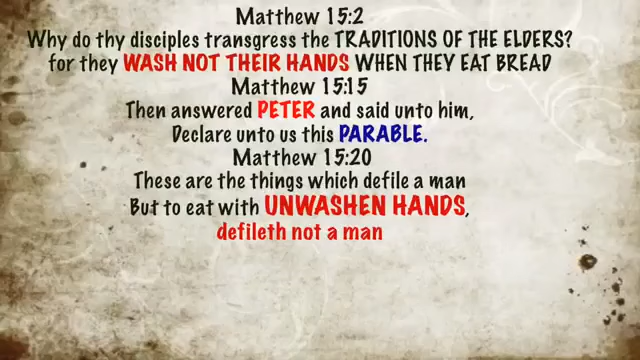 Matthew 15:2
Why do thy disciples transgress the TRADITIONS OF THE ELDERS?
for they WASH NOT THEIR HANDS WHEN THEY EAT BREAD
Matthew 15:15
Then answered PETER and said unto him,
Declare unto us this PARABLE.
Matthew 15:20
These are the things which defile a man
But to eat with UNWASHEN HANDS,
defileth not a man